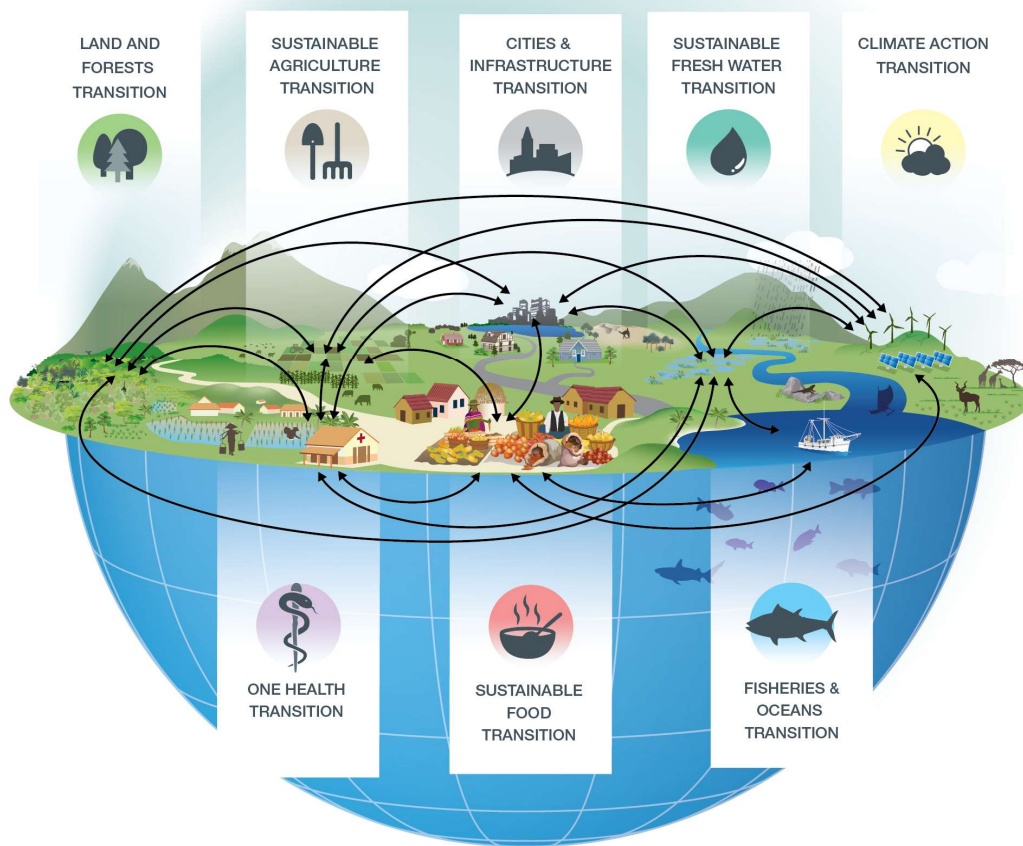 LAND AND
FORESTS
TRANSITION
SUSTAINABLE
AGRICULTURE
TRANSITION
CITIES &
INFRASTRUCTURE
TRANSITION
SUSTAINABLE
FRESH WATER
TRANSITION
CLIMATE ACTION
TRANSITION
ONE HEALTH
TRANSITION
SUSTAINABLE
FOOD
TRANSITION
FISHERIES &
OCEANS
TRANSITION